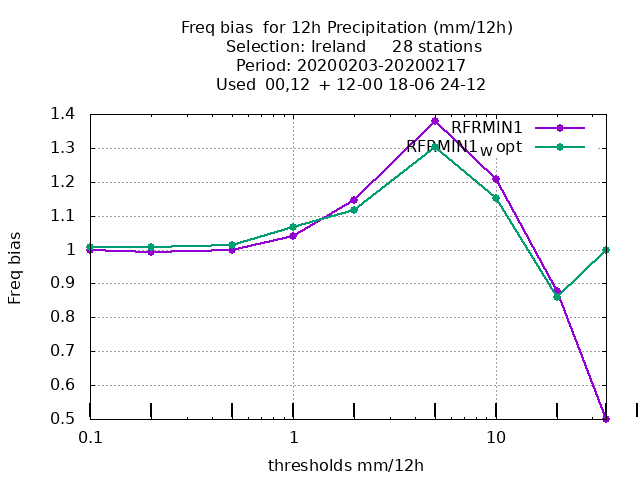 Freq bias  for 12h Precipitation (mm/12h)
Selection: Ireland     28 stations
Period: 20200203-20200217
Used  00,12  + 12-00 18-06 24-12
1.4
1.3
1.2
1.1
1
0.9
0.8
0.7
0.6
0.5
Freq bias
RFRMIN1
RFRMIN1W opt
0.1
1
10
thresholds mm/12h